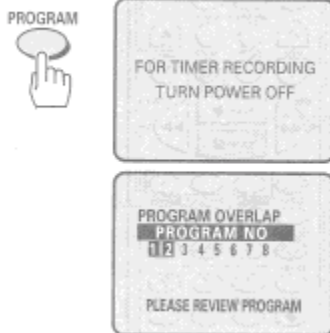 PROGRAM
FOR TIMER RECORDING
TURN POWER OFF
PROGRAM OVERLAP
PROGRAM NO
1 2 3 4 5 6 7 8
PLEASE REVIEW PROGRAM